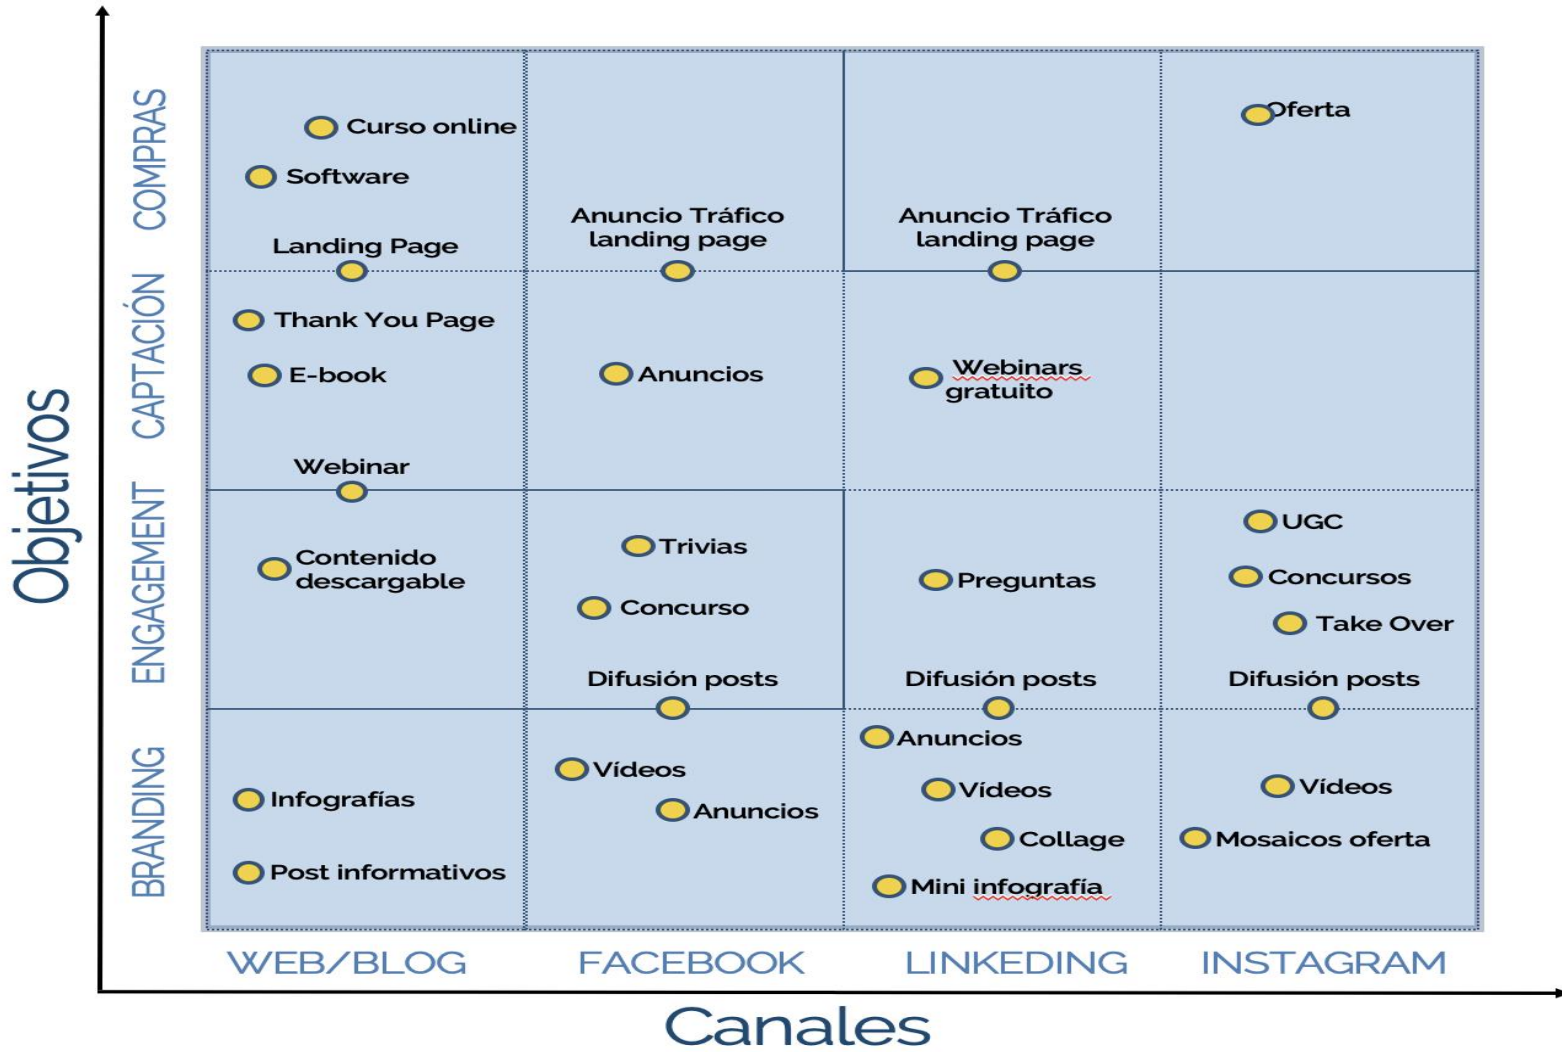 Objetivos
COMPRAS
Curso online
Software
Landing Page
Anuncio Tráfico
landing page
Anuncio Tráfico
landing page
Oferta
CAPTACIÓN
Thank You Page
E-book
Webinar
Anuncios
Webinars
gratuito
ENGAGEMENT
Contenido
descargable
Trivias
Concurso
Difusión posts
Preguntas
Difusión posts
UGC
Concursos
Take Over
Difusión posts
BRANDING
Infografías
Post informativos
Vídeos
Anuncios
Anuncios
Vídeos
Collage
Mini infografía
Vídeos
Mosaicos oferta
WEB/BLOG
FACEBOOK
LINKEDING
INSTAGRAM
Canales